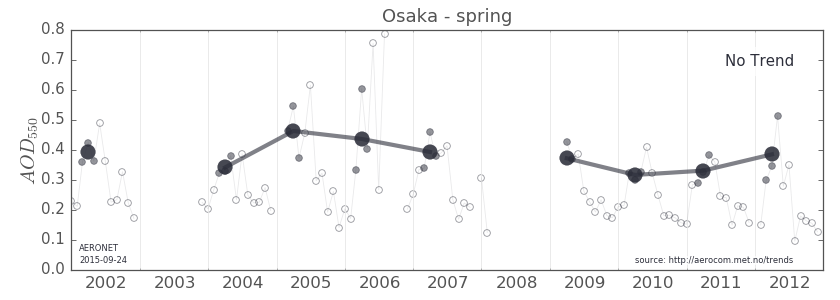 Osaka - spring
No Trend
AOD550
0.8
0.7
0.6
0.5
0.4
0.3
0.2
0.1
0.0
AERONET
2015-09-24
source: http://aerocom.met.no/trends
2002 2003 2004 2005 2006 2007 2008 2009 2010 2011 2012